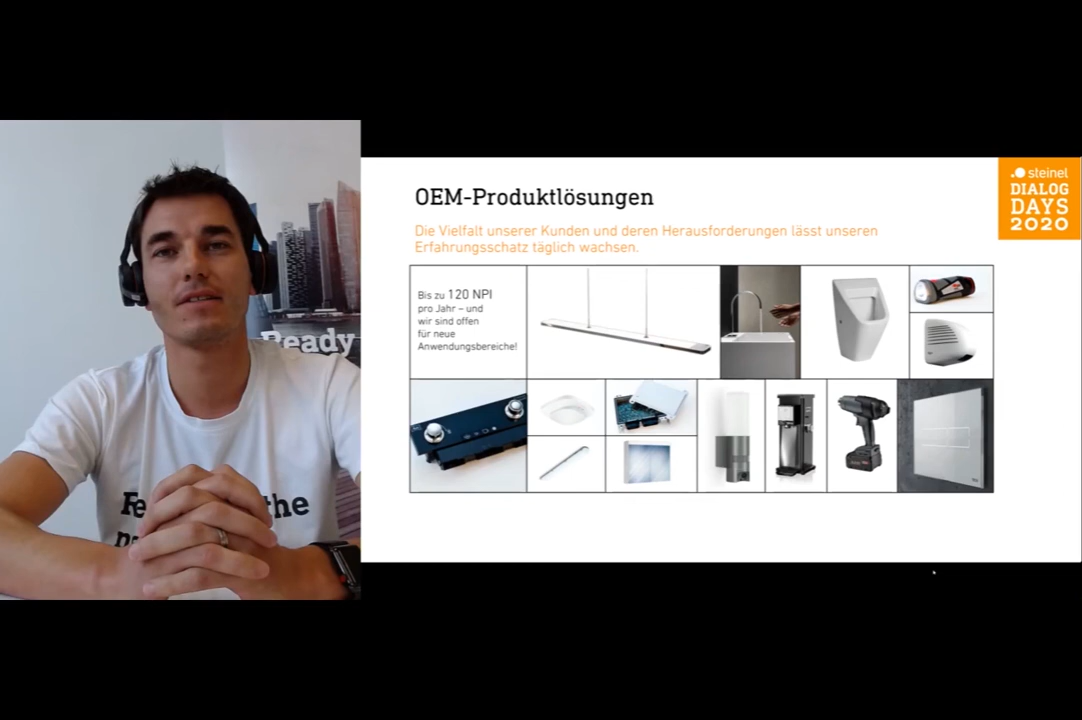 OEM-Produktlösungen
Die Vielfalt unserer Kunden und deren Herausforderungen lässt unseren
Erfahrungsschatz täglich wachsen.
steinel
DIALOG
DAYS
2020
Bis zu 120 NPI
pro Jahr – und
wir sind offen
für neue
Anwendungsbereiche!
Ready
the